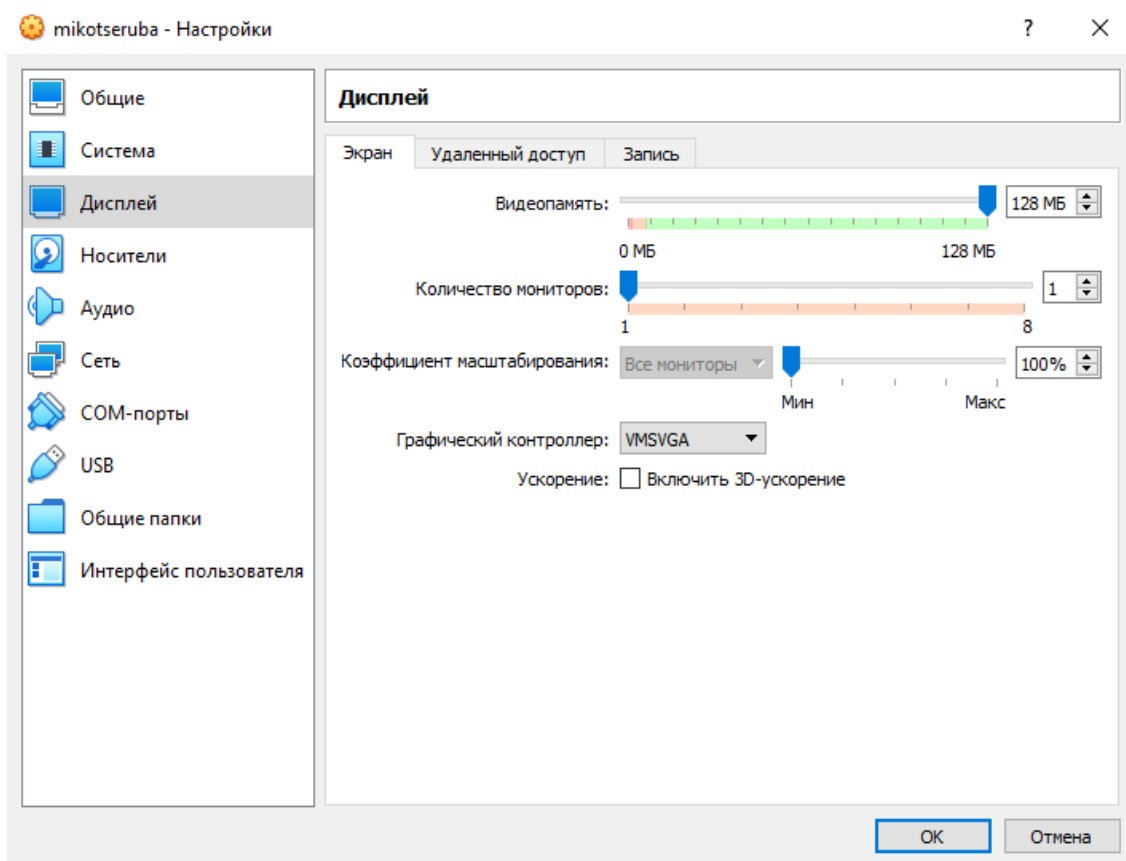 mikotseruba - Настройки
?
Общие
Система
Дисплей
Носители
Аудио
Сеть
COM-порты
USB
Общие папки
Интерфейс пользователя
Дисплей
Экран
Удаленный доступ
Запись
Видеопамять:
128 МБ
0 МБ
128 МБ
Количество мониторов:
1
1
8
Коэффициент масштабирования:
Все мониторы
100%
Мин
Макс
Графический контроллер:
VMSVGA
Ускорение:
Включить 3D-ускорение
OK
Отмена